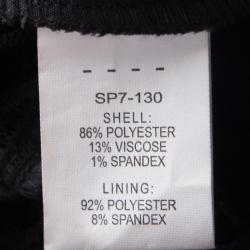 - - - -
SP7-130
SHELL:
86% POLYESTER
13% VISCOSE
1% SPANDEX
LINING:
92% POLYESTER
8% SPANDEX